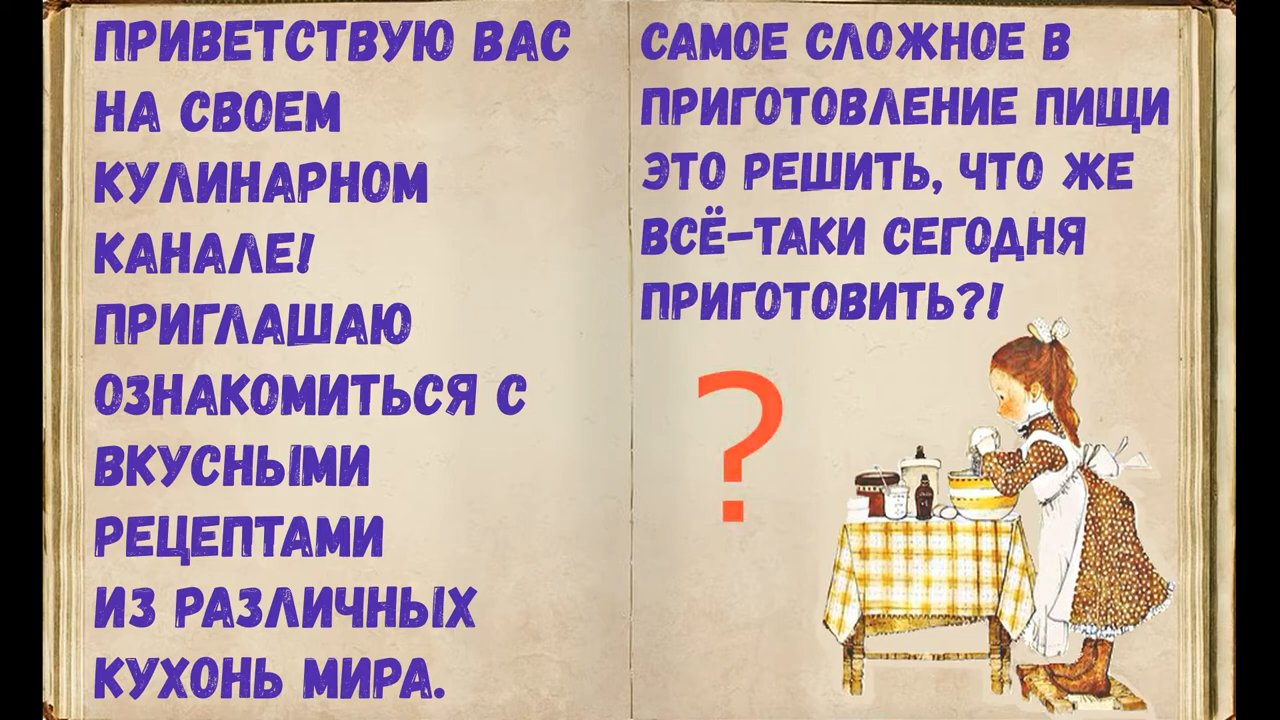 ПРИВЕТСТВУЮ ВАС
НА СВОЕМ
КУЛИНАРНОМ
КАНАЛЕ!
ПРИГЛАШАЮ
ОЗНАКОМИТЬСЯ С
ВКУСНЫМИ
РЕЦЕПТАМИ
ИЗ РАЗЛИЧНЫХ
КУХОНЬ МИРА.
САМОЕ СЛОЖНОЕ В
ПРИГОТОВЛЕНИЕ ПИЩИ
ЭТО РЕШИТЬ, ЧТО ЖЕ
ВСЁ-ТАКИ СЕГОДНЯ
ПРИГОТОВИТЬ?!
?